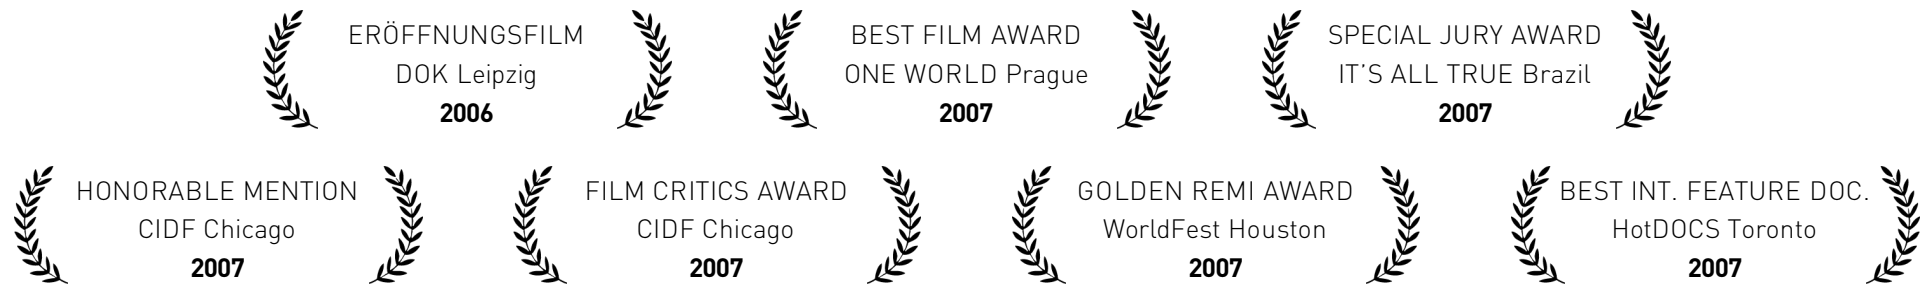 ERÖFFNUNGSFILM
DOK Leipzig
2006
BEST FILM AWARD
ONE WORLD Prague
2007
SPECIAL JURY AWARD
IT'S ALL TRUE Brazil
2007
HONORABLE MENTION
CIDF Chicago
2007
FILM CRITICS AWARD
CIDF Chicago
2007
GOLDEN REMI AWARD
WorldFest Houston
2007
BEST INT. FEATURE DOC.
HotDOCS Toronto
2007